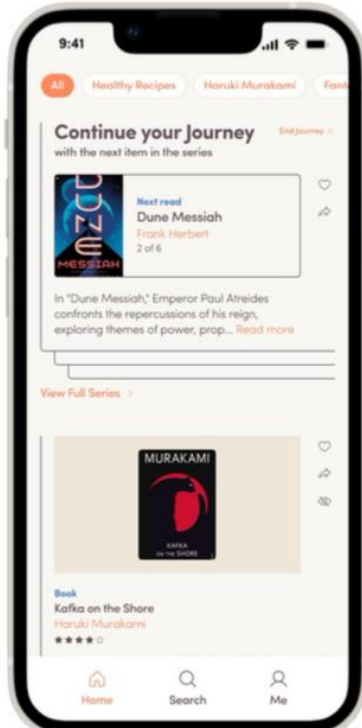 9:41
All
Healthy Recipes
Haruki Murakami
Fant
Continue your Journey
End Journey
with the next item in the series
DUNE
MESSIAH
Next read
Dune Messiah
Frank Herbert
2 of 6
In "Dune Messiah," Emperor Paul Atreides
confronts the repercussions of his reign,
exploring themes of power, prop... Read more
View Full Series >
MURAKAMI
KAFKA
ON THE SHORE
Book
Kafka on the Shore
Haruki Murakami
Home
Search
Me